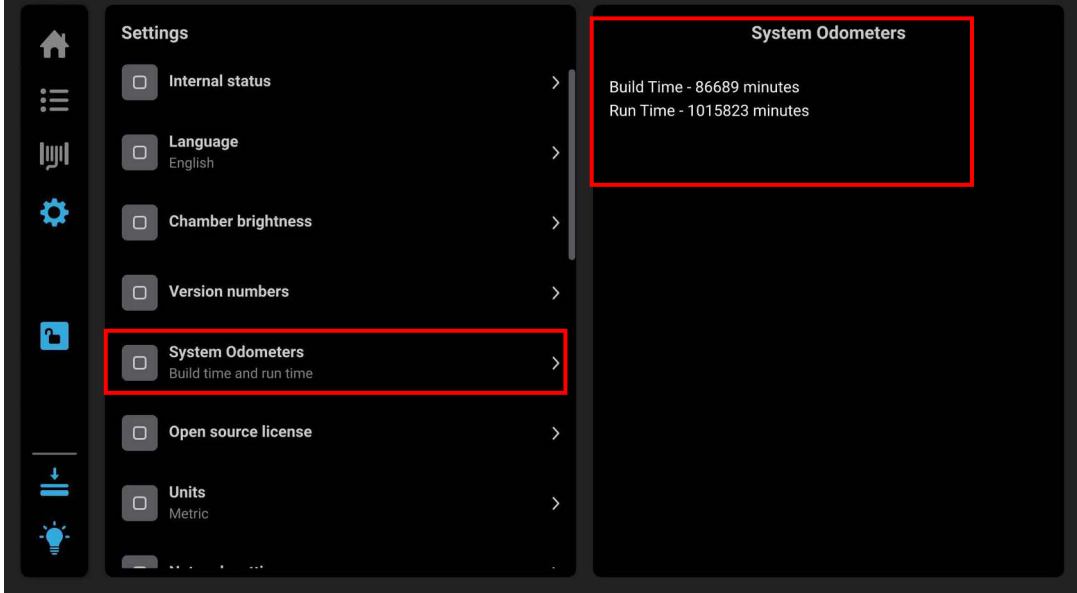 Settings
Internal status
Language
English
Chamber brightness
Version numbers
System Odometers
Build time and run time
Open source license
Units
Metric
System Odometers
Build Time - 86689 minutes
Run Time - 1015823 minutes